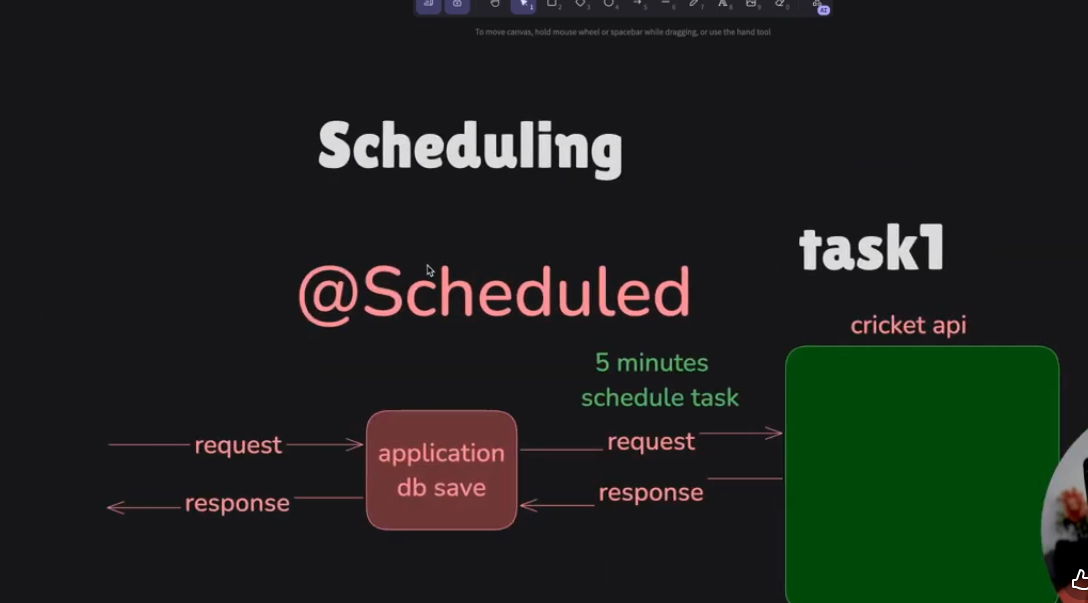 To move canvas, hold mouse wheel or spacebar while dragging, or use the hand tool
Scheduling
task1
@Scheduled
cricket api
5 minutes
schedule task
request
application
db save
request
response
response